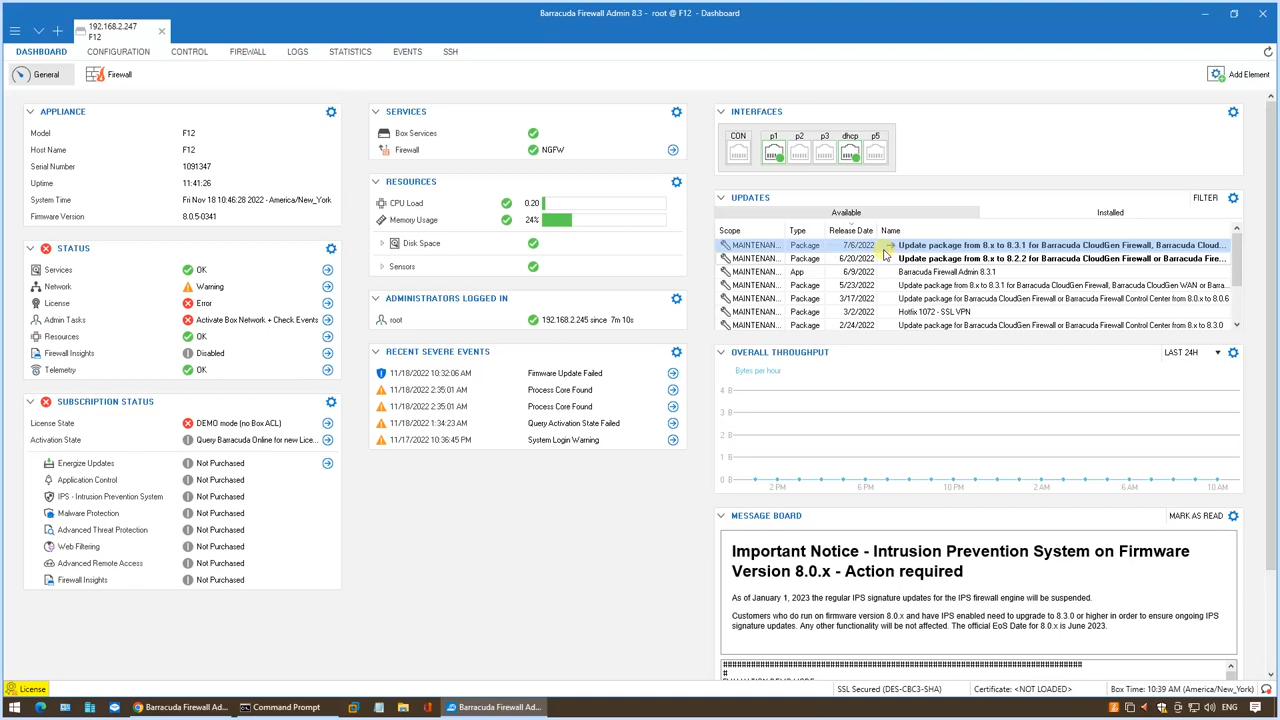 Barracuda Firewall Admin 8.3 - root @ F12 - Dashboard
192.168.2.247
F12
DASHBOARD CONFIGURATION CONTROL FIREWALL LOGS STATISTICS EVENTS SSH
General Firewall Add Element
APPLIANCE
Model F12
Host Name F12
Serial Number 1091347
Uptime 11:41:26
System Time Fri Nov 18 10:46:28 2022 - America/New_York
Firmware Version 8.0.5-0341
STATUS
Services OK
Network Warning
License Error
Admin Tasks Activate Box Network + Check Events
Resources OK
Firewall Insights Disabled
Telemetry OK
SUBSCRIPTION STATUS
License State DEMO mode (no Box ACL)
Activation State Query Barracuda Online for new Lice...
Energize Updates Not Purchased
Application Control Not Purchased
IPS - Intrusion Prevention System Not Purchased
Malware Protection Not Purchased
Advanced Threat Protection Not Purchased
Web Filtering Not Purchased
Advanced Remote Access Not Purchased
Firewall Insights Not Purchased
SERVICES
Box Services
Firewall NGFW
RESOURCES
CPU Load 0.20
Memory Usage 24%
Disk Space
Sensors
ADMINISTRATORS LOGGED IN
root 192.168.2.245 since 7m 10s
RECENT SEVERE EVENTS
11/18/2022 10:32:06 AM Firmware Update Failed
11/18/2022 2:35:01 AM Process Core Found
11/18/2022 2:35:01 AM Process Core Found
11/18/2022 1:34:23 AM Query Activation State Failed
11/17/2022 10:36:45 PM System Login Warning
INTERFACES
CON p1 p2 p3 dhcp p5
UPDATES FILTER
Available Installed
Scope Type Release Date Name
MAINTENAN... Package 7/6/2022 Update package from 8.x to 8.3.1 for Barracuda CloudGen Firewall, Barracuda Cloud...
MAINTENAN... Package 6/20/2022 Update package from 8.x to 8.2.2 for Barracuda CloudGen Firewall or Barracuda Fire...
MAINTENAN... App 6/9/2022 Barracuda Firewall Admin 8.3.1
MAINTENAN... Package 5/23/2022 Update package from 8.x to 8.3.1 for Barracuda CloudGen Firewall, Barracuda CloudGen WAN or Barra...
MAINTENAN... Package 3/17/2022 Update package for Barracuda CloudGen Firewall or Barracuda Firewall Control Center from 8.0.x to 8.0.6
MAINTENAN... Package 3/2/2022 Hotfix 1072 - SSL VPN
MAINTENAN... Package 2/24/2022 Update package for Barracuda CloudGen Firewall or Barracuda Firewall Control Center from 8.x to 8.3.0
OVERALL THROUGHPUT LAST 24H
Bytes per hour
4 B
3 B
2 B
1 B
0 B
2 PM 6 PM 10 PM 2 AM 6 AM 10 AM
MESSAGE BOARD MARK AS READ
Important Notice - Intrusion Prevention System on Firmware
Version 8.0.x - Action required
As of January 1, 2023 the regular IPS signature updates for the IPS firewall engine will be suspended.
Customers who do run on firmware version 8.0.x and have IPS enabled need to upgrade to 8.3.0 or higher in order to ensure ongoing IPS
signature updates. Any other functionality will not be affected. The official EoS Date for 8.0.x is June 2023.
License SSL Secured (DES-CBC3-SHA) Certificate: <NOT LOADED> Box Time: 10:39 AM (America/New_York)
Barracuda Firewall Ad... Command Prompt Barracuda Firewall Ad... ENG